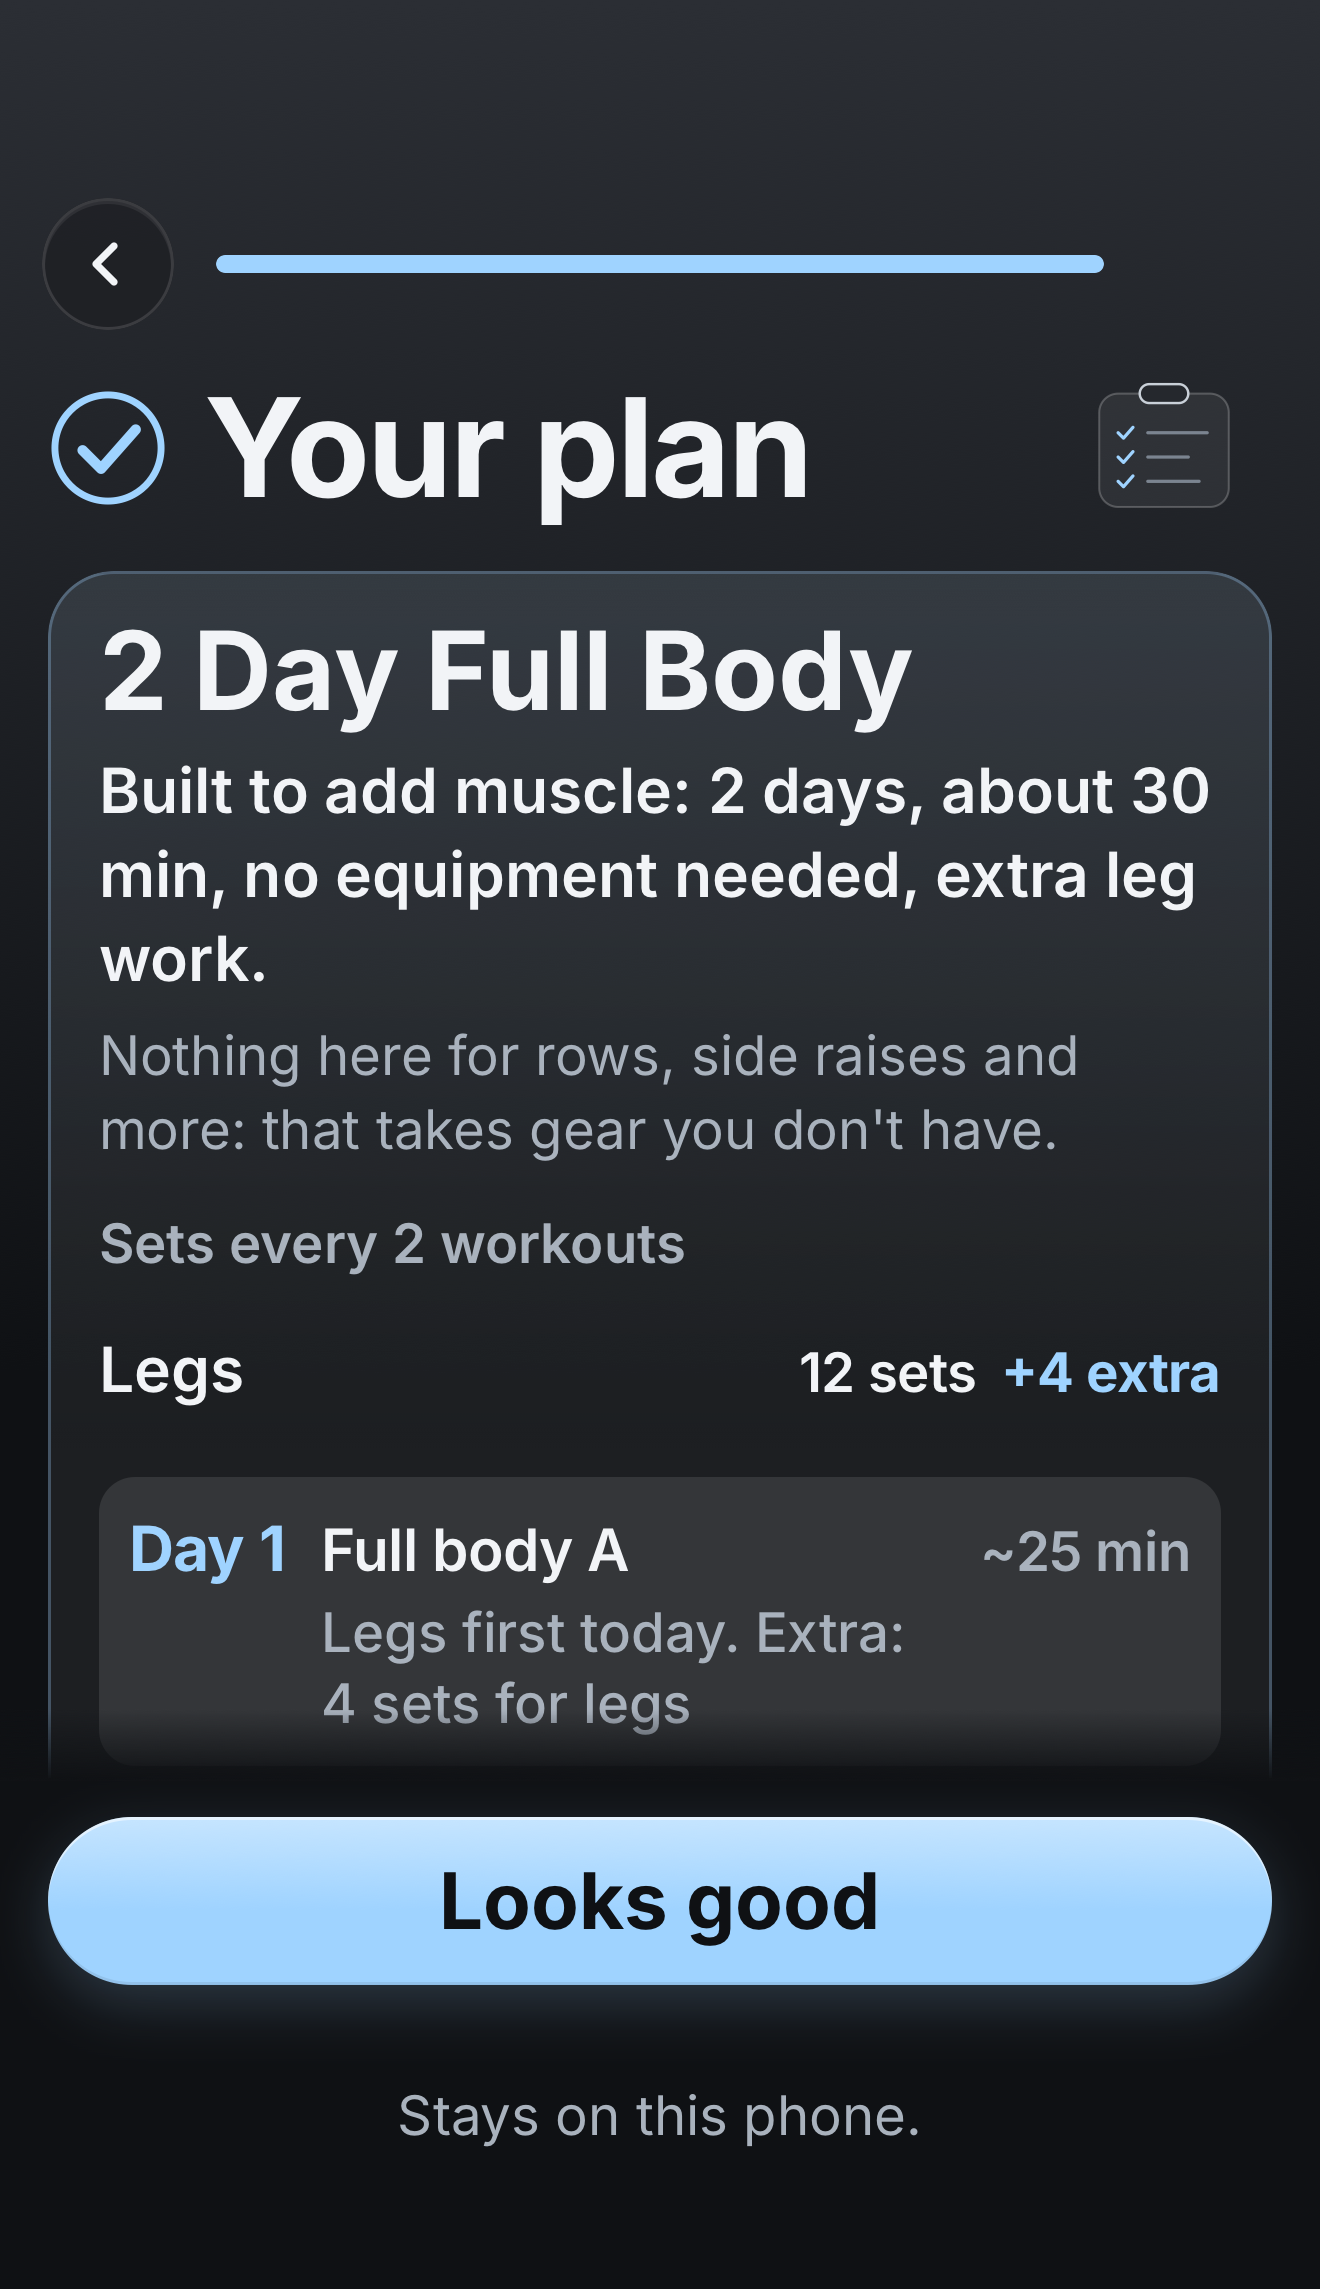 Your plan
2 Day Full Body
Built to add muscle: 2 days, about 30
min, no equipment needed, extra leg
work.
Nothing here for rows, side raises and
more: that takes gear you don't have.
Sets every 2 workouts
Legs 12 sets +4 extra
Day 1 Full body A ~25 min
Legs first today. Extra:
4 sets for legs
Looks good
Stays on this phone.